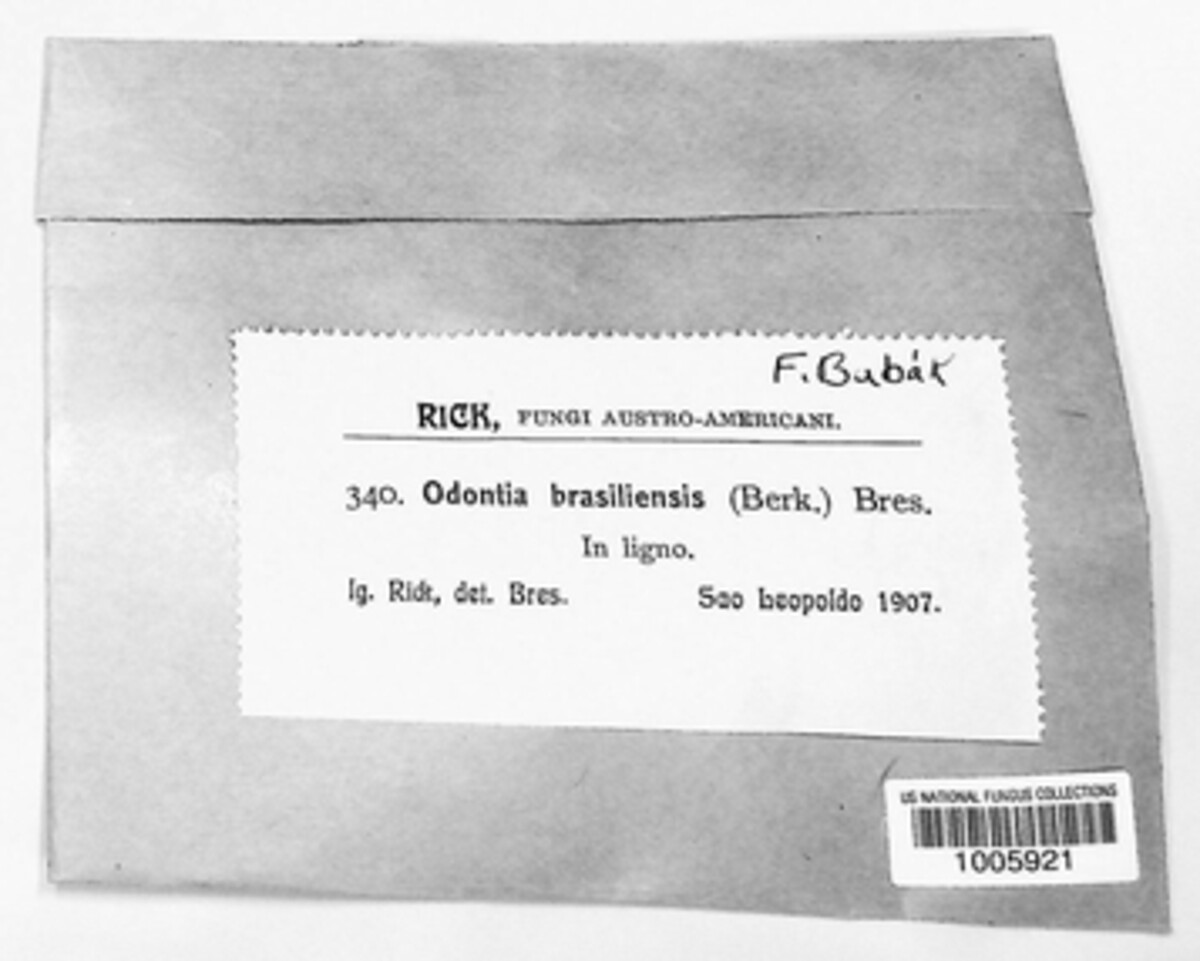 F. Bubák
RICK, FUNGI AUSTRO-AMERICANI.
340. Odontia brasiliensis (Berk.) Bres.
In ligno.
Ig. Rick, det. Bres. Sao Leopoldo 1907.
US NATIONAL FUNGUS COLLECTIONS
1005921